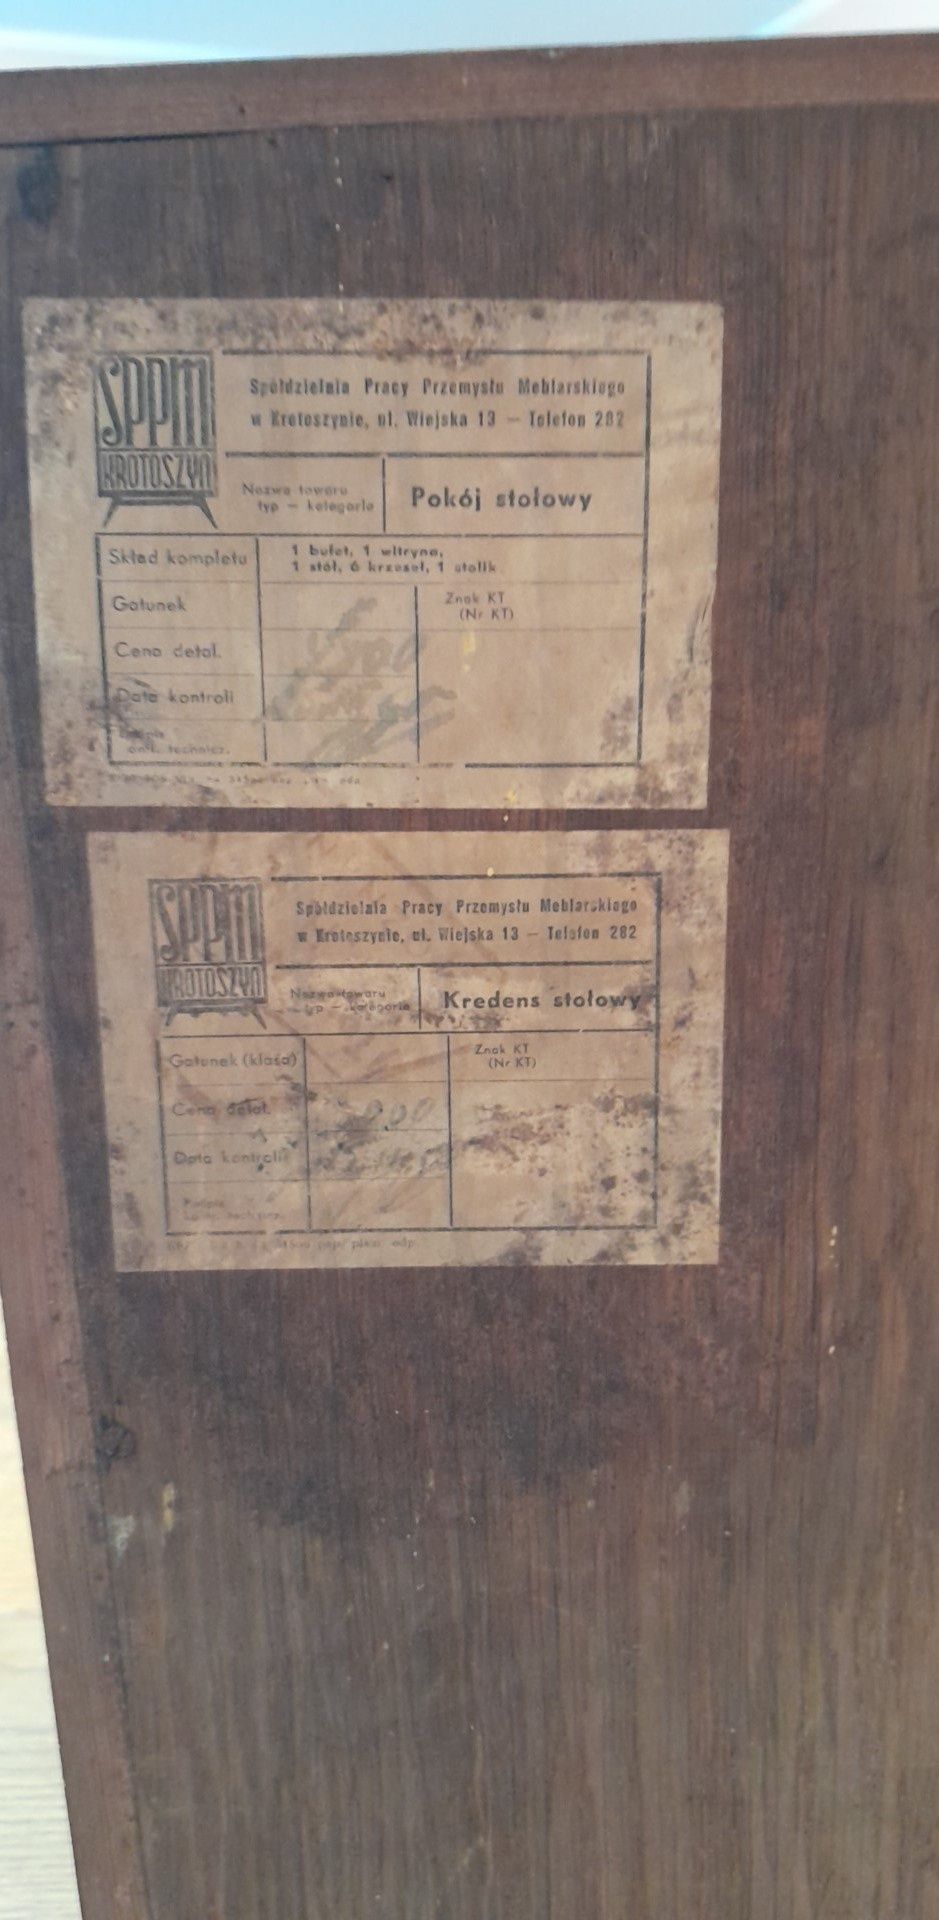 SPPM
KROTOSZYN
Spółdzielnia Pracy Przemysłu Meblarskiego
w Krotoszynie, ul. Wiejska 13 — Telefon 282
Nazwa towaru
typ — kategoria
Pokój stołowy
Skład kompletu
1 bufet, 1 witryna,
1 stół, 6 krzeseł, 1 stolik
Gatunek
Znak KT
(Nr KT)
Cena detal.
Data kontroli
technicz.
SPPM
KROTOSZYN
Spółdzielnia Pracy Przemysłu Meblarskiego
w Krotoszynie, ul. Wiejska 13 — Telefon 282
Nazwa towaru
typ — kategoria
Kredens stołowy
Gatunek (klasa)
Znak KT
(Nr KT)
Cena detal.
Data kontroli